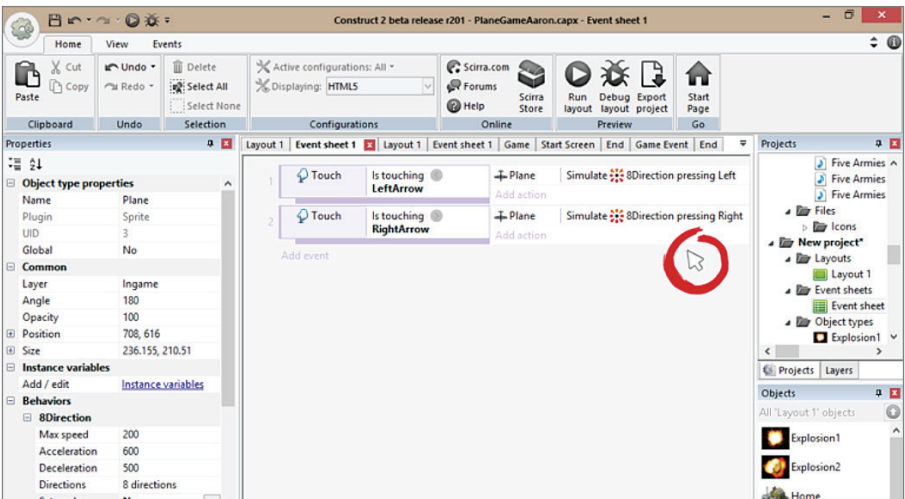 Construct 2 beta release r201 - PlaneGameAaron.capx - Event sheet 1
Home View Events
Paste
Cut
Copy
Clipboard
Undo
Redo
Undo
Delete
Select All
Select None
Selection
Active configurations: All
Displaying: HTML5
Configurations
Scirra.com
Forums
Help
Scirra Store
Online
Run layout
Debug layout
Export project
Preview
Start Page
Go
Properties
Object type properties
Name Plane
Plugin Sprite
UID 3
Global No
Common
Layer Ingame
Angle 180
Opacity 100
Position 708, 616
Size 236.155, 210.51
Instance variables
Add / edit Instance variables
Behaviors
8Direction
Max speed 200
Acceleration 600
Deceleration 500
Directions 8 directions
Layout 1 Event sheet 1 Layout 1 Event sheet 1 Game Start Screen End Game Event End
1 Touch Is touching LeftArrow Plane Simulate 8Direction pressing Left
Add action
2 Touch Is touching RightArrow Plane Simulate 8Direction pressing Right
Add action
Add event
Projects
Five Armies
Five Armies
Five Armies
Files
Icons
New project*
Layouts
Layout 1
Event sheets
Event sheet
Object types
Explosion1
Projects Layers
Objects
All 'Layout 1' objects
Explosion1
Explosion2
Home